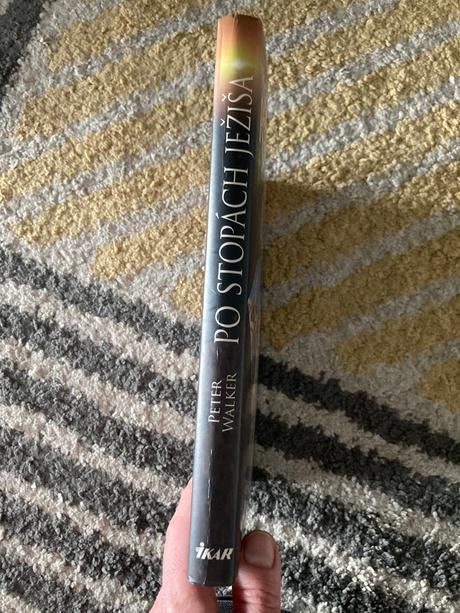 PETER
WALKER
PO STOPÁCH JEŽIŠA
iKAR